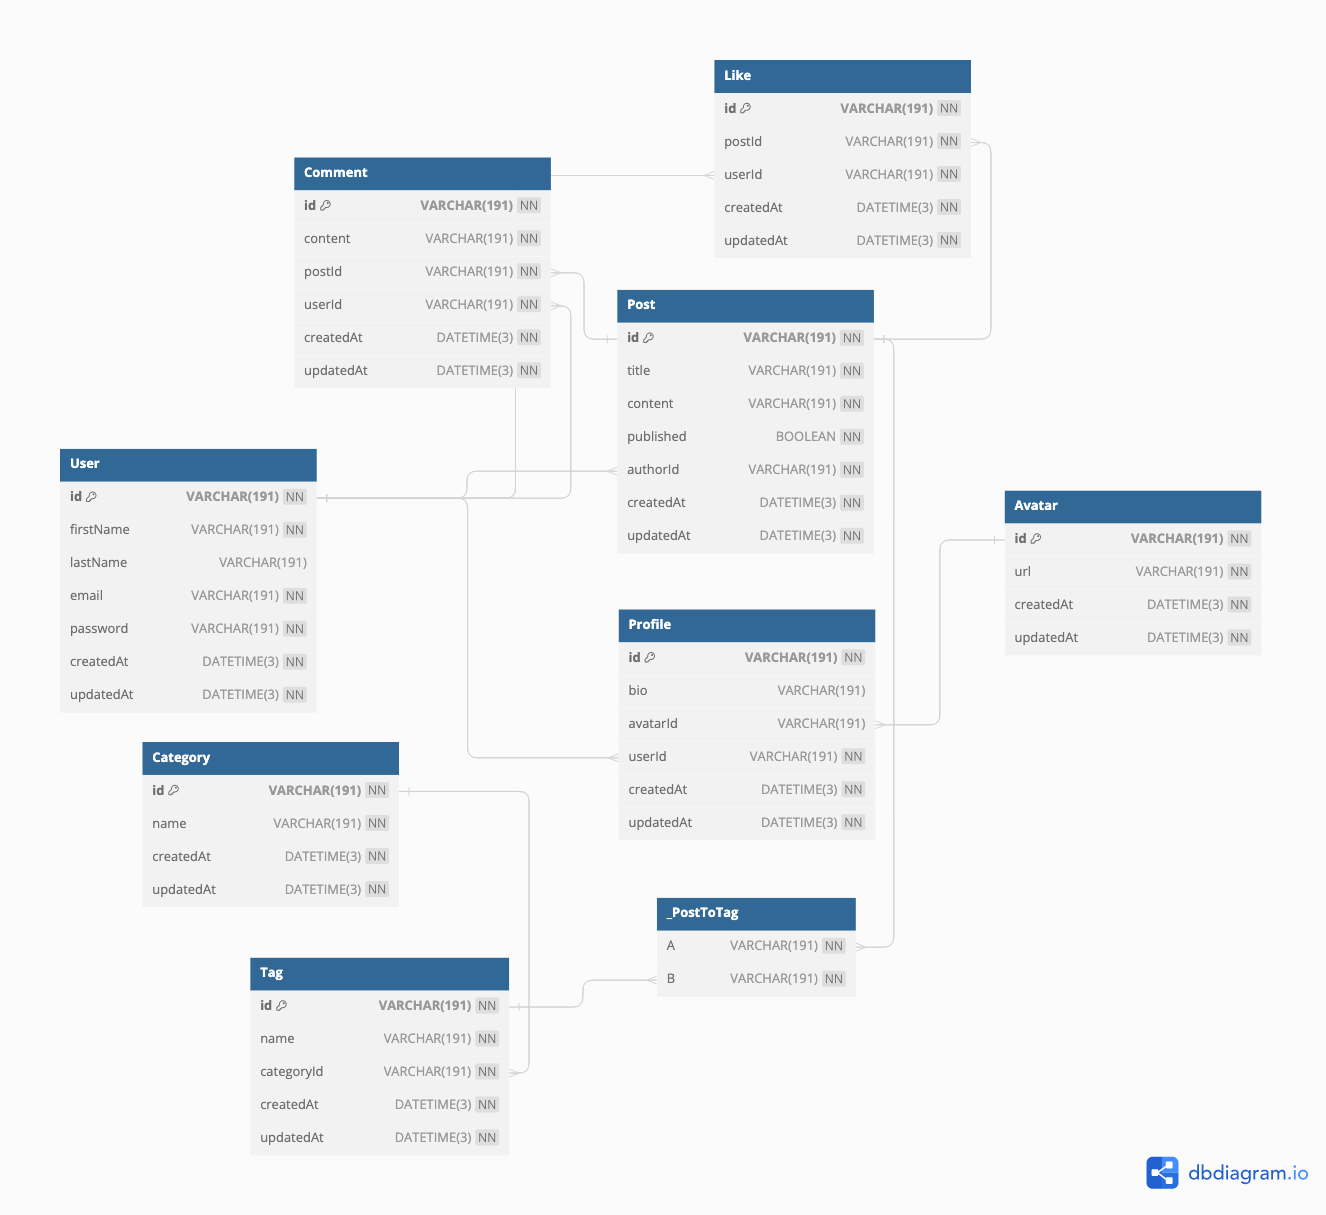 Like
id VARCHAR(191) NN
postId VARCHAR(191) NN
userId VARCHAR(191) NN
createdAt DATETIME(3) NN
updatedAt DATETIME(3) NN
Comment
id VARCHAR(191) NN
content VARCHAR(191) NN
postId VARCHAR(191) NN
userId VARCHAR(191) NN
createdAt DATETIME(3) NN
updatedAt DATETIME(3) NN
Post
id VARCHAR(191) NN
title VARCHAR(191) NN
content VARCHAR(191) NN
published BOOLEAN NN
authorId VARCHAR(191) NN
createdAt DATETIME(3) NN
updatedAt DATETIME(3) NN
User
id VARCHAR(191) NN
firstName VARCHAR(191) NN
lastName VARCHAR(191)
email VARCHAR(191) NN
password VARCHAR(191) NN
createdAt DATETIME(3) NN
updatedAt DATETIME(3) NN
Avatar
id VARCHAR(191) NN
url VARCHAR(191) NN
createdAt DATETIME(3) NN
updatedAt DATETIME(3) NN
Profile
id VARCHAR(191) NN
bio VARCHAR(191)
avatarId VARCHAR(191)
userId VARCHAR(191) NN
createdAt DATETIME(3) NN
updatedAt DATETIME(3) NN
Category
id VARCHAR(191) NN
name VARCHAR(191) NN
createdAt DATETIME(3) NN
updatedAt DATETIME(3) NN
_PostToTag
A VARCHAR(191) NN
B VARCHAR(191) NN
Tag
id VARCHAR(191) NN
name VARCHAR(191) NN
categoryId VARCHAR(191) NN
createdAt DATETIME(3) NN
updatedAt DATETIME(3) NN
dbdiagram.io